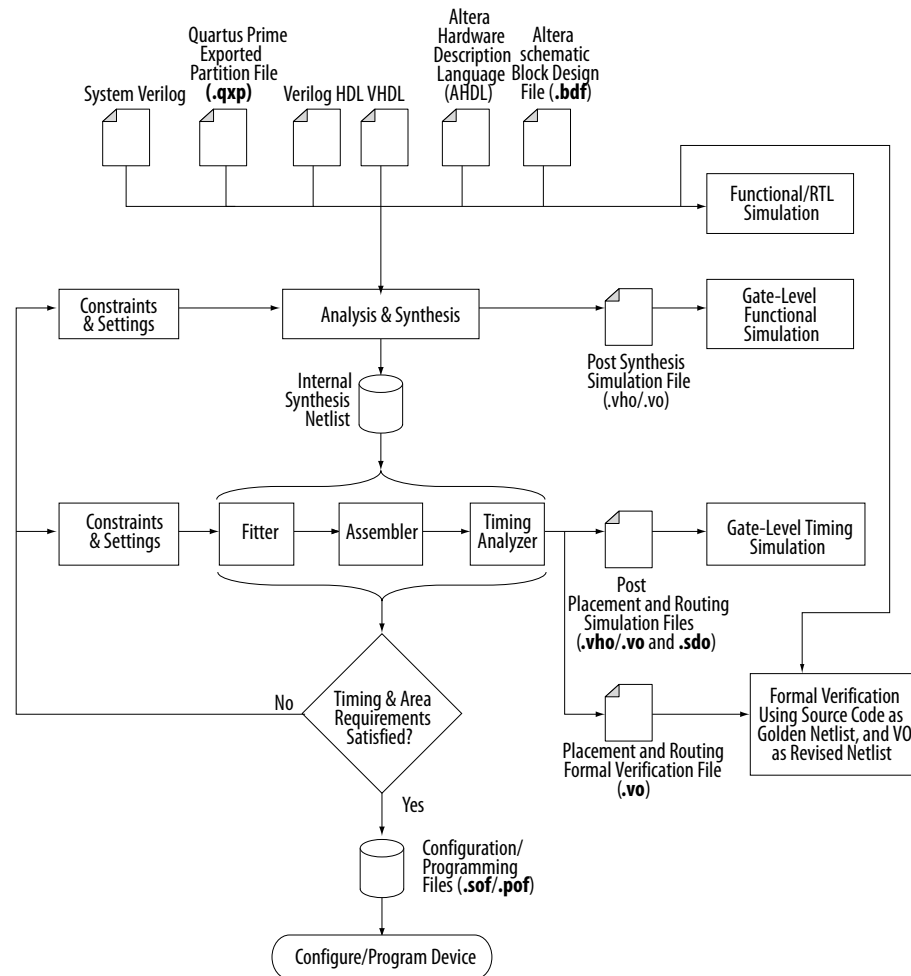 System Verilog
Quartus Prime
Exported
Partition File
(.qxp)
Verilog HDL
VHDL
Altera
Hardware
Description
Language
(AHDL)
Altera
schematic
Block Design
File (.bdf)
Functional/RTL
Simulation
Constraints
& Settings
Analysis & Synthesis
Post Synthesis
Simulation File
(.vho/.vo)
Gate-Level
Functional
Simulation
Internal
Synthesis
Netlist
Constraints
& Settings
Fitter
Assembler
Timing
Analyzer
Post
Placement and Routing
Simulation Files
(.vho/.vo and .sdo)
Gate-Level Timing
Simulation
No
Timing & Area
Requirements
Satisfied?
Yes
Placement and Routing
Formal Verification File
(.vo)
Formal Verification
Using Source Code as
Golden Netlist, and VO
as Revised Netlist
Configuration/
Programming
Files (.sof/.pof)
Configure/Program Device